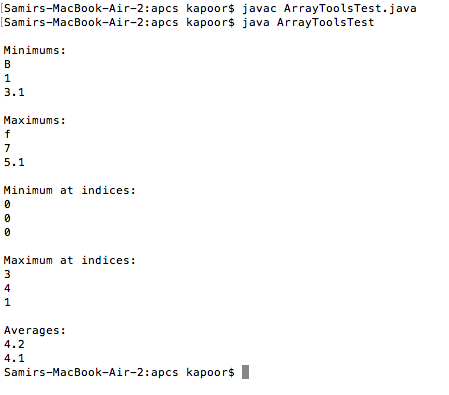 [Samirs-MacBook-Air-2:apcs kapoor$ javac ArrayToolsTest.java
[Samirs-MacBook-Air-2:apcs kapoor$ java ArrayToolsTest
Minimums:
B
1
3.1
Maximums:
f
7
5.1
Minimum at indices:
0
0
0
Maximum at indices:
3
4
1
Averages:
4.2
4.1
Samirs-MacBook-Air-2:apcs kapoor$